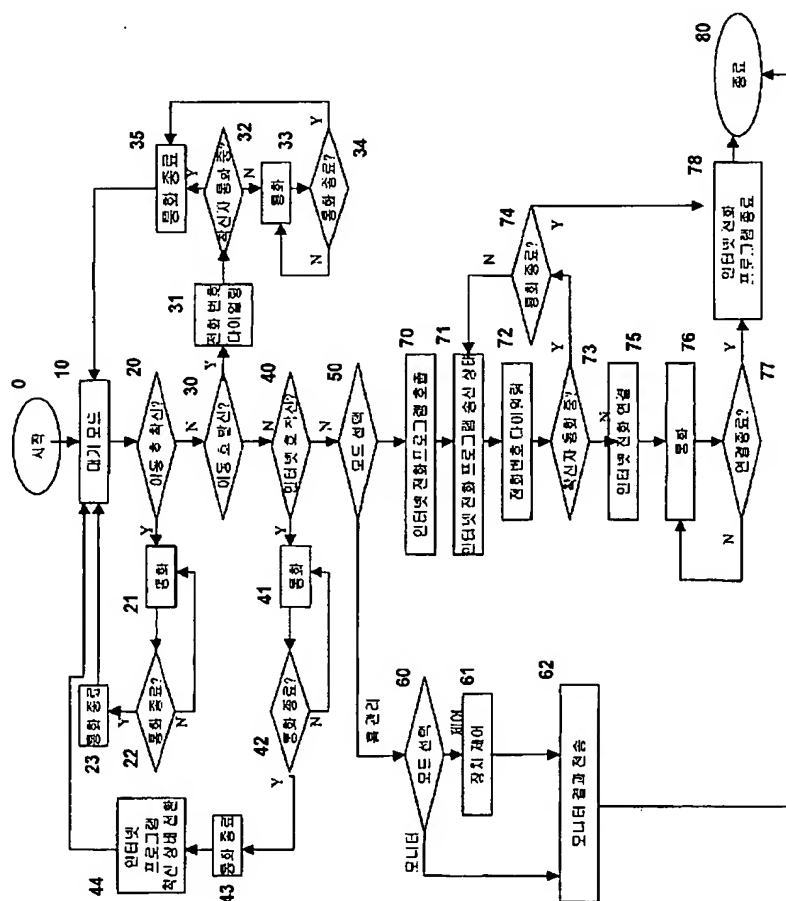 0
시작
10
대기 모드
20
이동 호 착신?
Y
N
21
통화
22
통화 종료?
Y
N
23
통화 종료
30
이동 호 발신?
Y
N
31
전화 번호
다이얼링
32
착신자 통화 중?
Y
N
33
통화
34
통화 종료?
Y
N
35
통화 종료
40
인터넷 호 착신?
Y
N
41
통화
42
통화 종료?
Y
N
43
통화 종료
44
인터넷
프로그램
착신 상태 전환
50
모드 선택
홈 관리
60
모드 선택
모니터
제어
61
장치 제어
62
모니터 결과 전송
70
인터넷 전화 프로그램 호출
71
인터넷 전화 프로그램 송신 상태
72
전화번호 다이얼링
73
착신자 통화 중?
Y
N
74
통화 종료?
N
Y
75
인터넷 전화 연결
76
통화
77
연결종료?
N
Y
78
인터넷 전화
프로그램 종료
80
종료